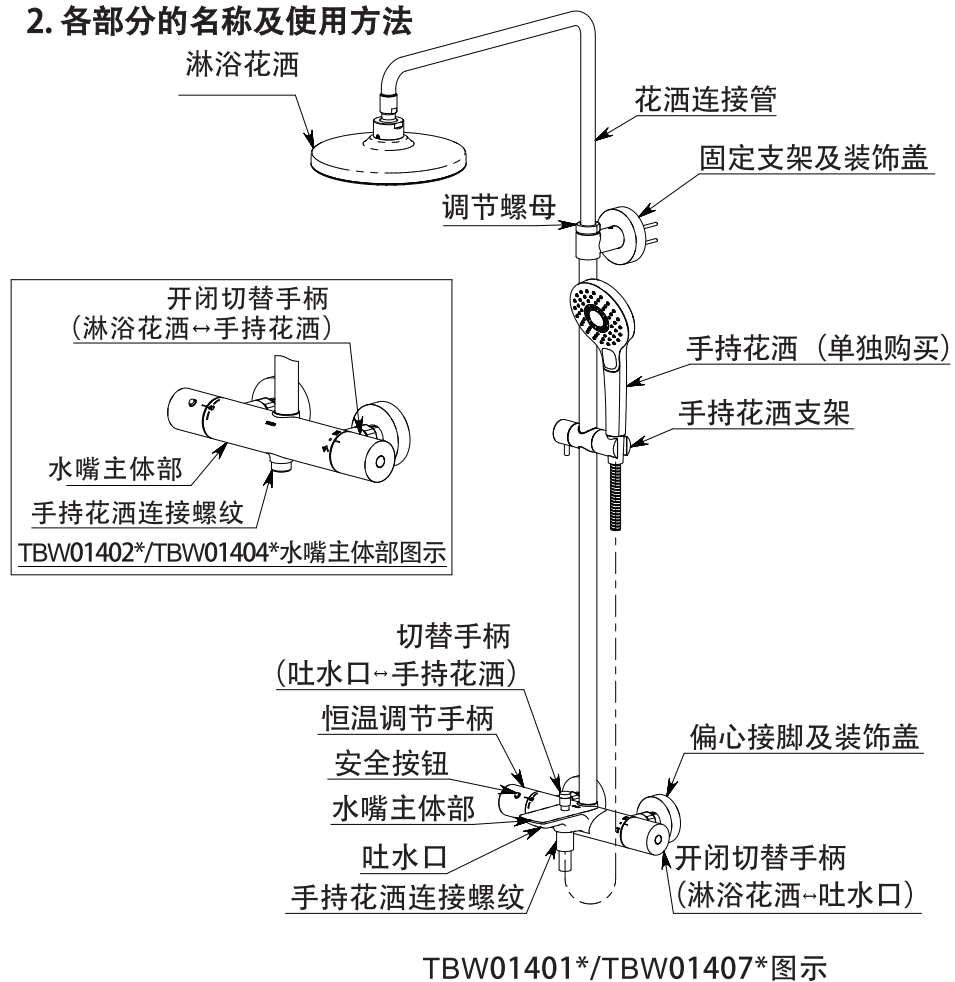 2. 各部分的名称及使用方法
淋浴花洒
花洒连接管
固定支架及装饰盖
调节螺母
开闭切替手柄
（淋浴花洒↔手持花洒）
水嘴主体部
手持花洒连接螺纹
TBW01402*/TBW01404*水嘴主体部图示
手持花洒（单独购买）
手持花洒支架
切替手柄
（吐水口↔手持花洒）
恒温调节手柄
安全按钮
水嘴主体部
吐水口
手持花洒连接螺纹
偏心接脚及装饰盖
开闭切替手柄
（淋浴花洒↔吐水口）
TBW01401*/TBW01407*图示